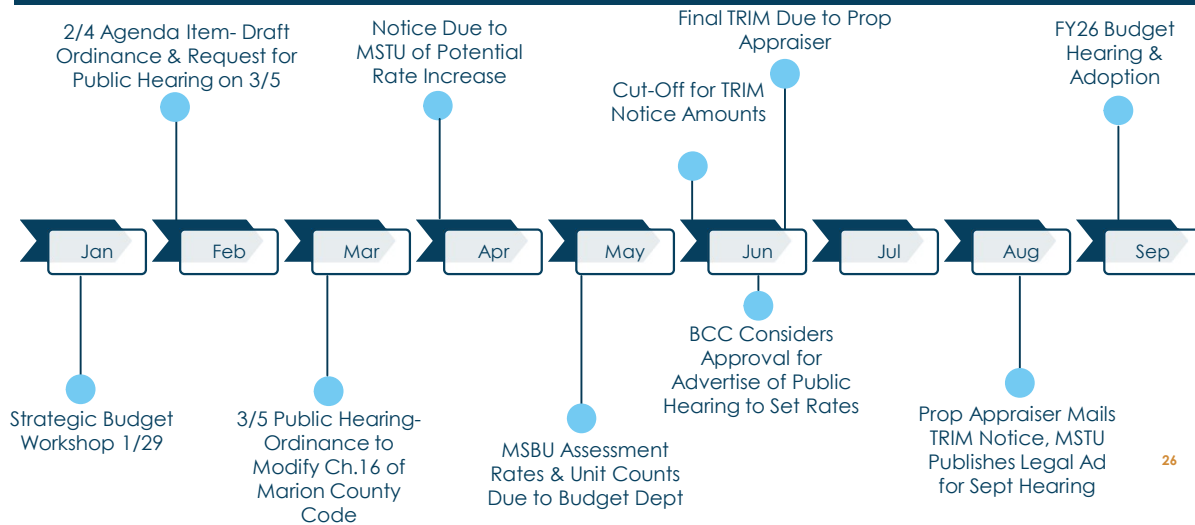 2/4 Agenda Item- Draft
Ordinance & Request for
Public Hearing on 3/5
Notice Due to
MSTU of Potential
Rate Increase
Cut-Off for TRIM
Notice Amounts
Final TRIM Due to Prop
Appraiser
FY26 Budget
Hearing &
Adoption
Jan
Feb
Mar
Apr
May
Jun
Jul
Aug
Sep
Strategic Budget
Workshop 1/29
3/5 Public Hearing-
Ordinance to
Modify Ch.16 of
Marion County
Code
MSBU Assessment
Rates & Unit Counts
Due to Budget Dept
BCC Considers
Approval for
Advertise of Public
Hearing to Set Rates
Prop Appraiser Mails
TRIM Notice, MSTU
Publishes Legal Ad
for Sept Hearing
26